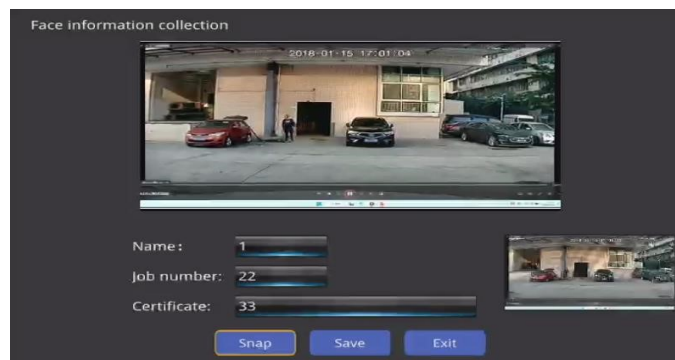 Face information collection
2018-01-15 17:01:04
Name: 1
Job number: 22
Certificate: 33
Snap Save Exit